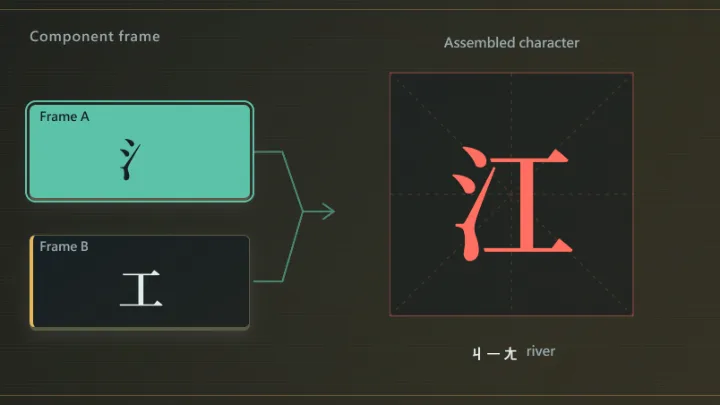 Component frame
Assembled character
Frame A
氵
Frame B
工
江
ㄐㄧㄤ river